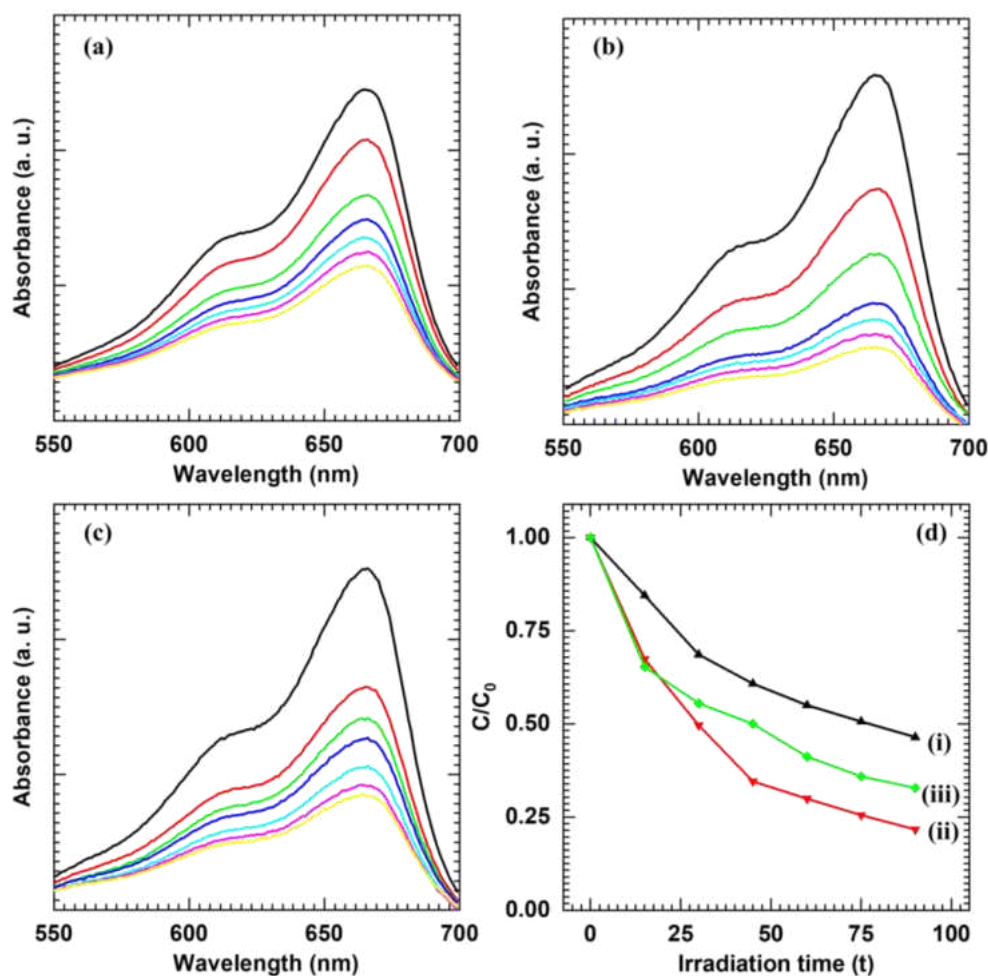 (a)
Absorbance (a. u.)
550 600 650 700
Wavelength (nm)
(b)
Absorbance (a. u.)
550 600 650 700
Wavelength (nm)
(c)
Absorbance (a. u.)
550 600 650 700
Wavelength (nm)
(d)
C/C0
1.00
0.75
0.50
0.25
0.00
(i)
(iii)
(ii)
0 25 50 75 100
Irradiation time (t)